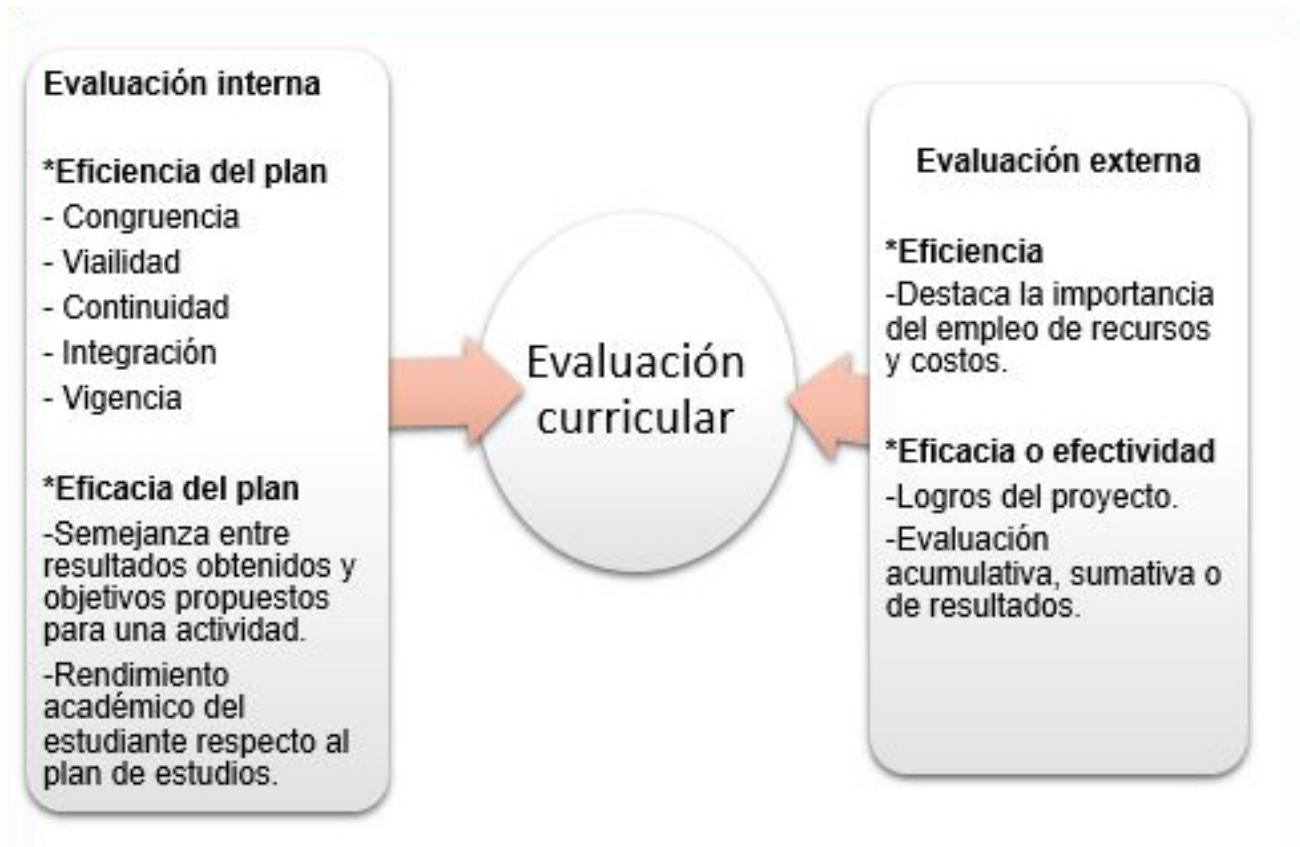 Evaluación interna
*Eficiencia del plan
- Congruencia
- Viailidad
- Continuidad
- Integración
- Vigencia
*Eficacia del plan
-Semejanza entre
resultados obtenidos y
objetivos propuestos
para una actividad.
-Rendimiento
académico del
estudiante respecto al
plan de estudios.
Evaluación
curricular
Evaluación externa
*Eficiencia
-Destaca la importancia
del empleo de recursos
y costos.
*Eficacia o efectividad
-Logros del proyecto.
-Evaluación
acumulativa, sumativa o
de resultados.